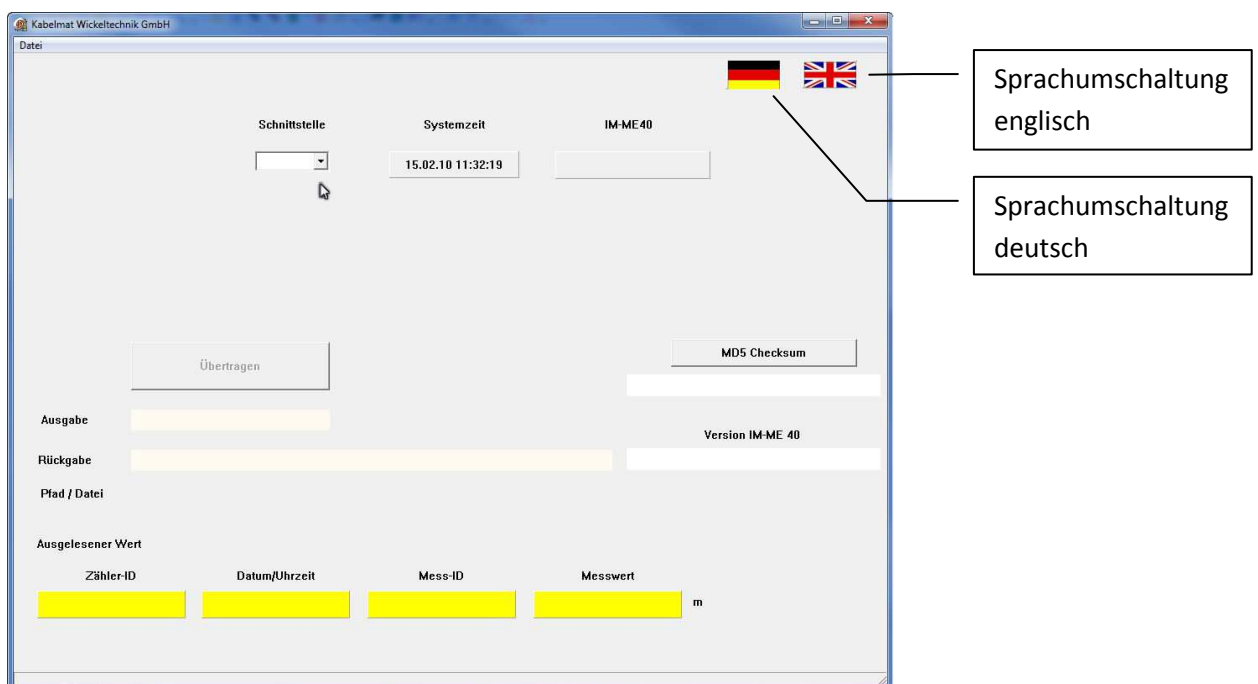 Kabelmat Wickeltechnik GmbH
Datei
Sprachumschaltung
englisch
Schnittstelle Systemzeit IM-ME40
15.02.10 11:32:19
Sprachumschaltung
deutsch
Übertragen
MD5 Checksum
Ausgabe
Version IM-ME 40
Rückgabe
Pfad / Datei
Ausgelesener Wert
Zähler-ID Datum/Uhrzeit Mess-ID Messwert
m